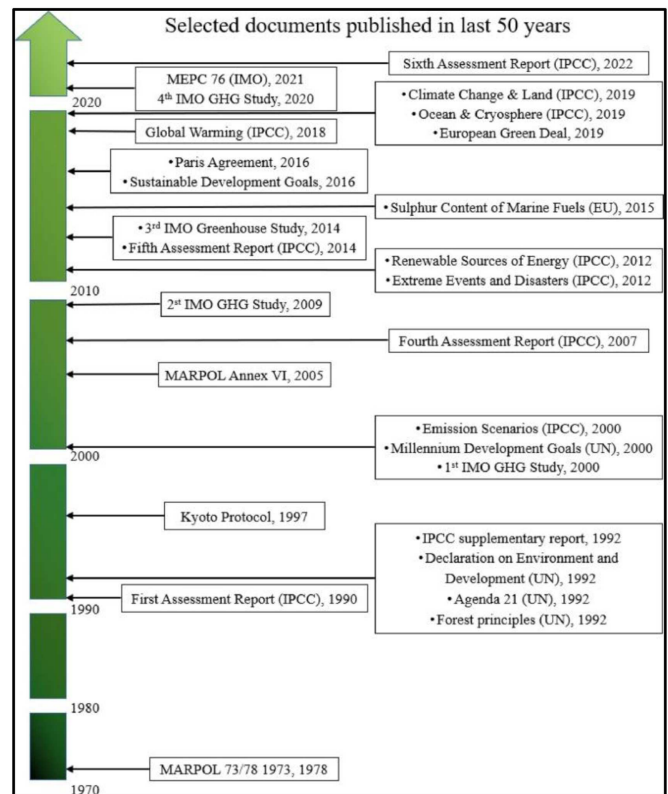 Selected documents published in last 50 years
Sixth Assessment Report (IPCC), 2022
MEPC 76 (IMO), 2021
4th IMO GHG Study, 2020
2020
•Climate Change & Land (IPCC), 2019
•Ocean & Cryosphere (IPCC), 2019
•European Green Deal, 2019
Global Warming (IPCC), 2018
•Paris Agreement, 2016
•Sustainable Development Goals, 2016
•Sulphur Content of Marine Fuels (EU), 2015
•3rd IMO Greenhouse Study, 2014
•Fifth Assessment Report (IPCC), 2014
•Renewable Sources of Energy (IPCC), 2012
•Extreme Events and Disasters (IPCC), 2012
2010
2st IMO GHG Study, 2009
Fourth Assessment Report (IPCC), 2007
MARPOL Annex VI, 2005
•Emission Scenarios (IPCC), 2000
•Millennium Development Goals (UN), 2000
•1st IMO GHG Study, 2000
2000
Kyoto Protocol, 1997
•IPCC supplementary report, 1992
•Declaration on Environment and
Development (UN), 1992
•Agenda 21 (UN), 1992
•Forest principles (UN), 1992
First Assessment Report (IPCC), 1990
1990
1980
MARPOL 73/78 1973, 1978
1970